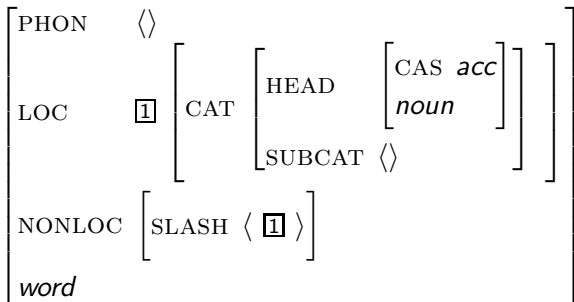 PHON ⟨⟩
LOC 1 CAT HEAD CAS acc
noun
SUBCAT ⟨⟩
NONLOC SLASH ⟨ 1 ⟩
word